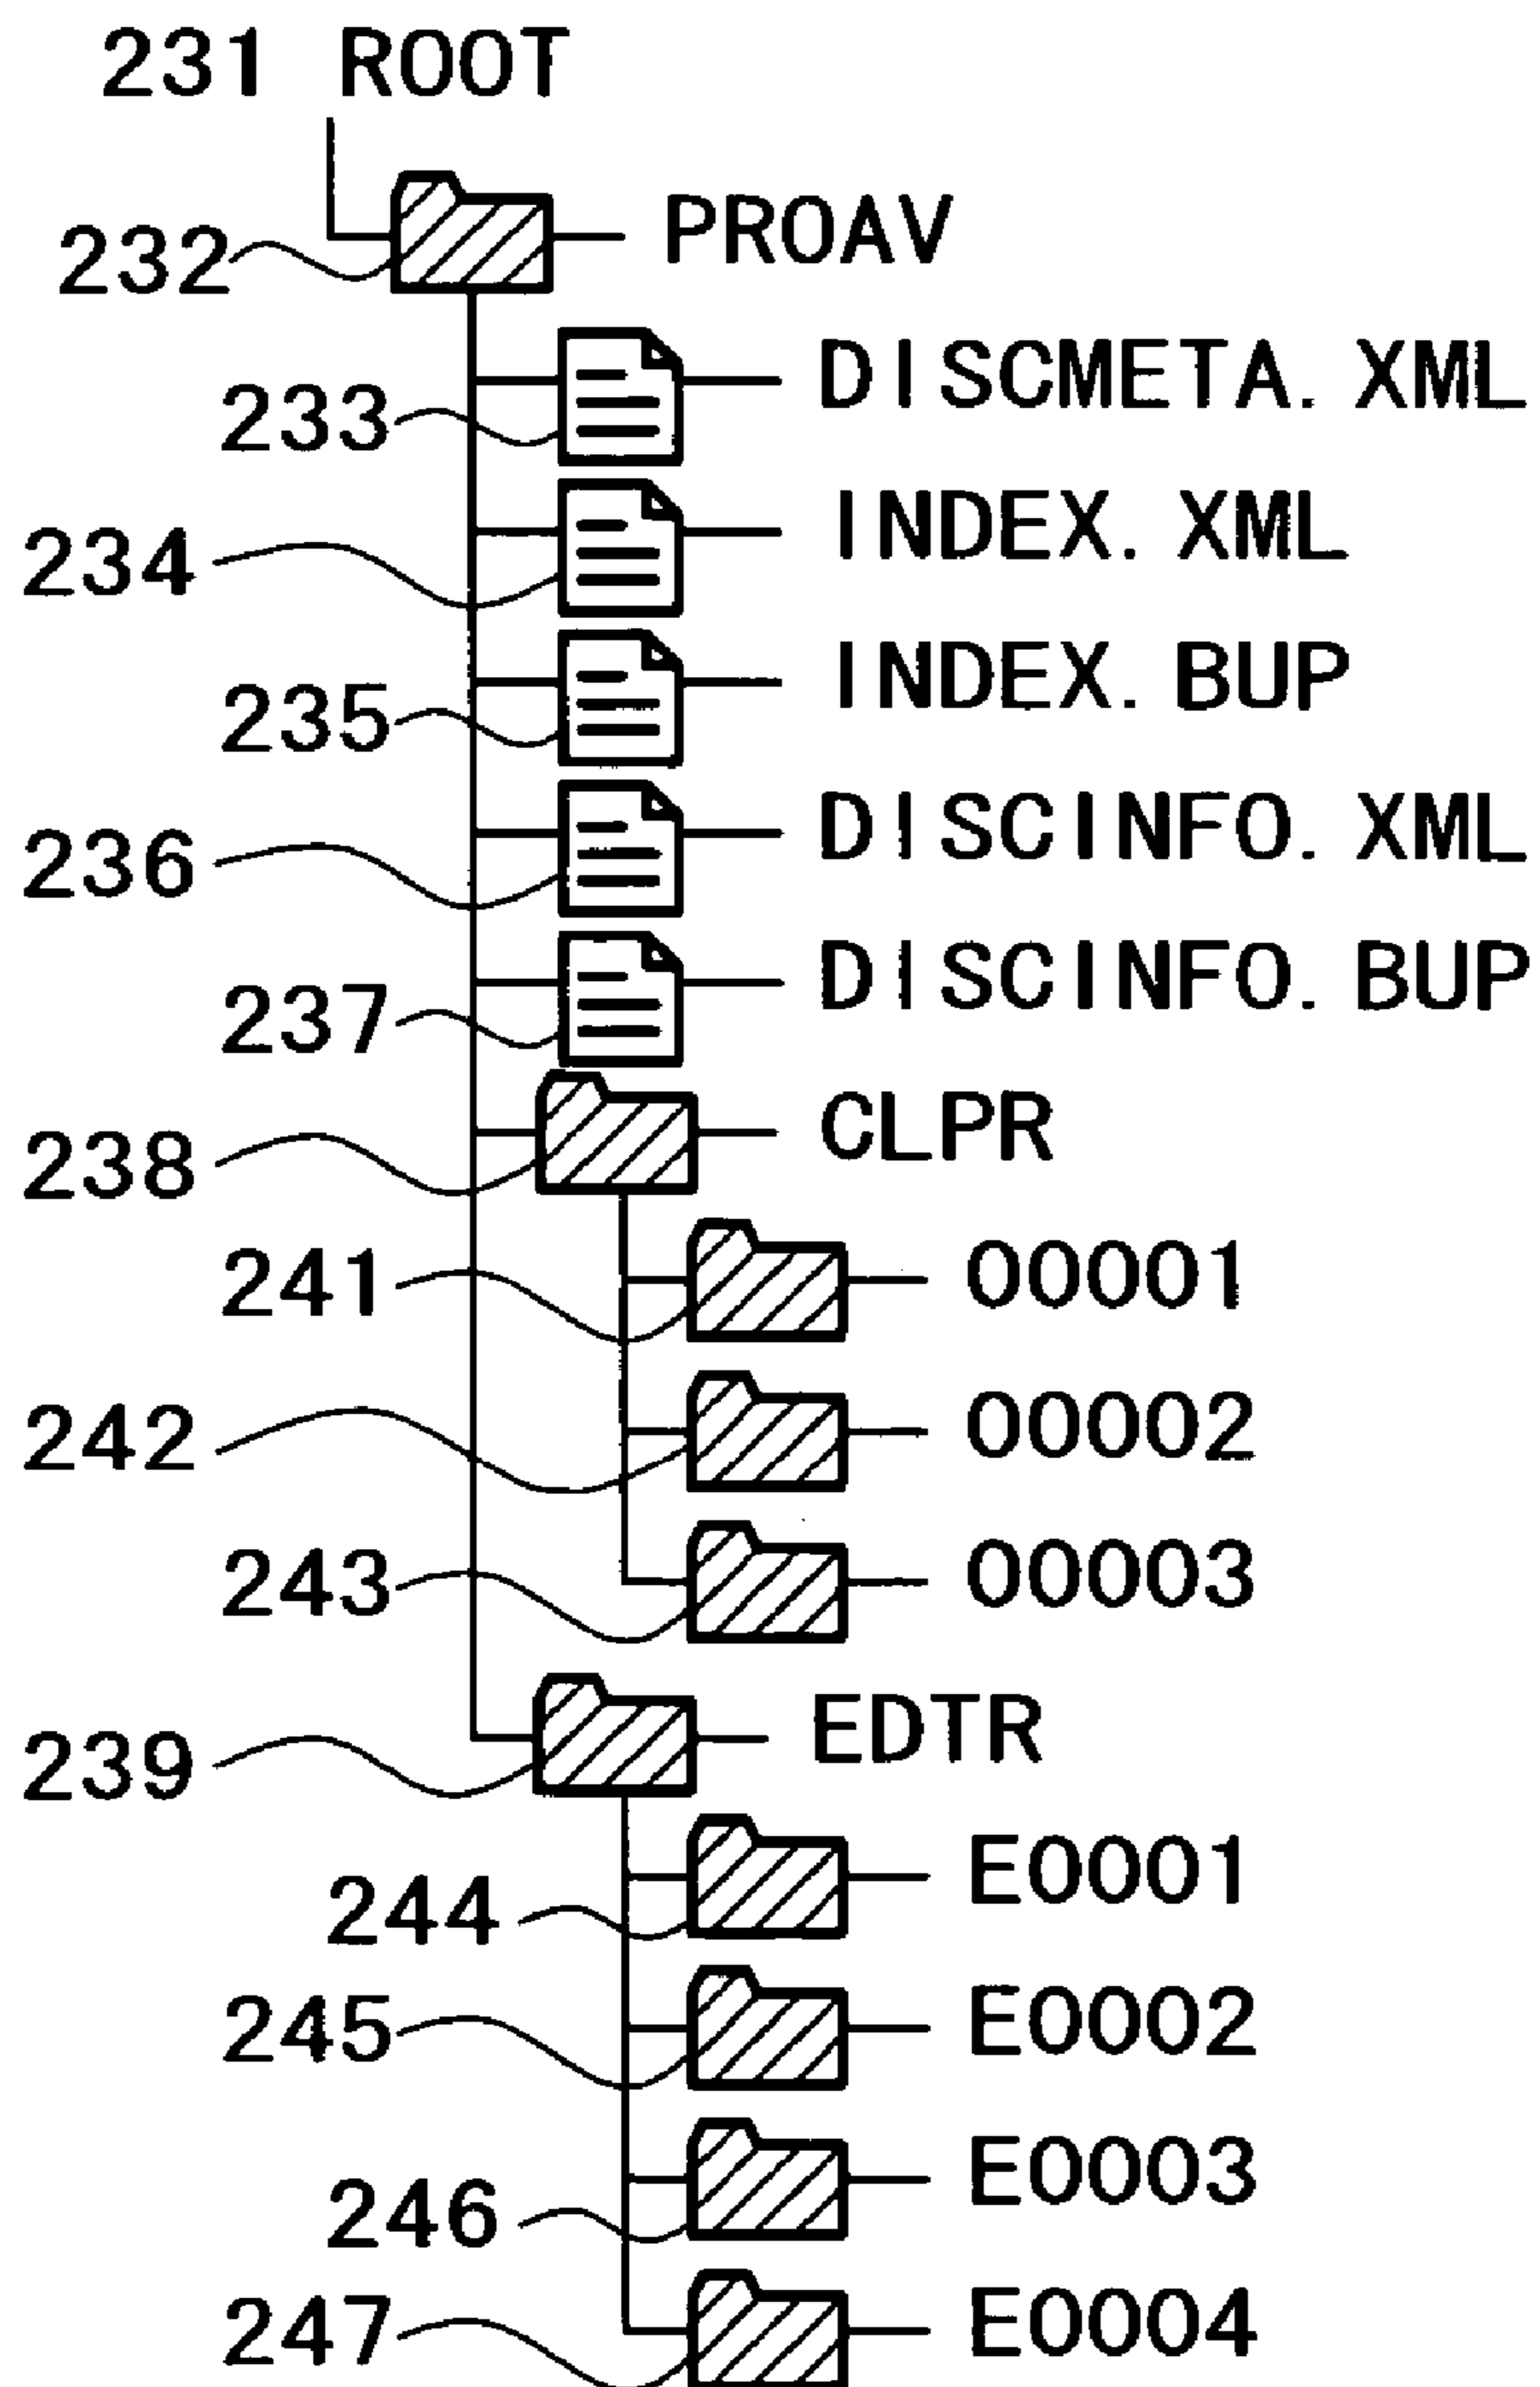 231 ROOT
232 PROAV
233 DISCMETA. XML
234 INDEX. XML
235 INDEX. BUP
236 DISCINFO. XML
237 DISCINFO. BUP
238 CLPR
241 00001
242 00002
243 00003
239 EDTR
244 E0001
245 E0002
246 E0003
247 E0004